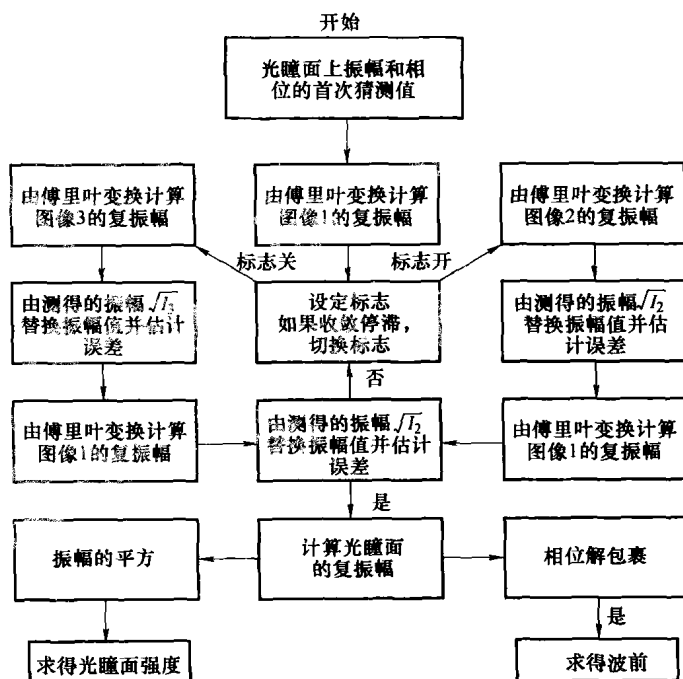 开始
光瞳面上振幅和相
位的首次猜测值
由傅里叶变换计算
图像3的复振幅
由傅里叶变换计算
图像1的复振幅
由傅里叶变换计算
图像2的复振幅
标志关
标志开
由测得的振幅√I₃
替换振幅值并估计
误差
设定标志
如果收敛停滞,
切换标志
由测得的振幅√I₂
替换振幅值并估
计误差
否
由傅里叶变换计算
图像1的复振幅
由测得的振幅√I₂
替换振幅值并估计
误差
由傅里叶变换计算
图像1的复振幅
是
振幅的平方
计算光瞳面
的复振幅
相位解包裹
是
求得光瞳面强度
求得波前